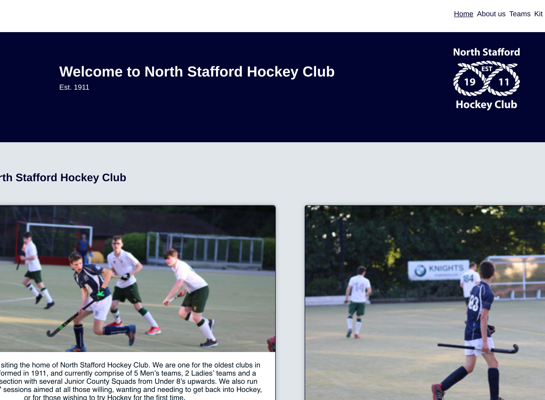 Home About us Teams Kit
North Stafford
EST
19 11
Hockey Club
Welcome to North Stafford Hockey Club
Est. 1911
rth Stafford Hockey Club
KNIGHTS
siting the home of North Stafford Hockey Club. We are one for the oldest clubs in
ormed in 1911, and currently comprise of 5 Men's teams, 2 Ladies' teams and a
section with several Junior County Squads from Under 8's upwards. We also run
' sessions aimed at all those willing, wanting and needing to get back into Hockey,
or for those wishing to try Hockey for the first time.